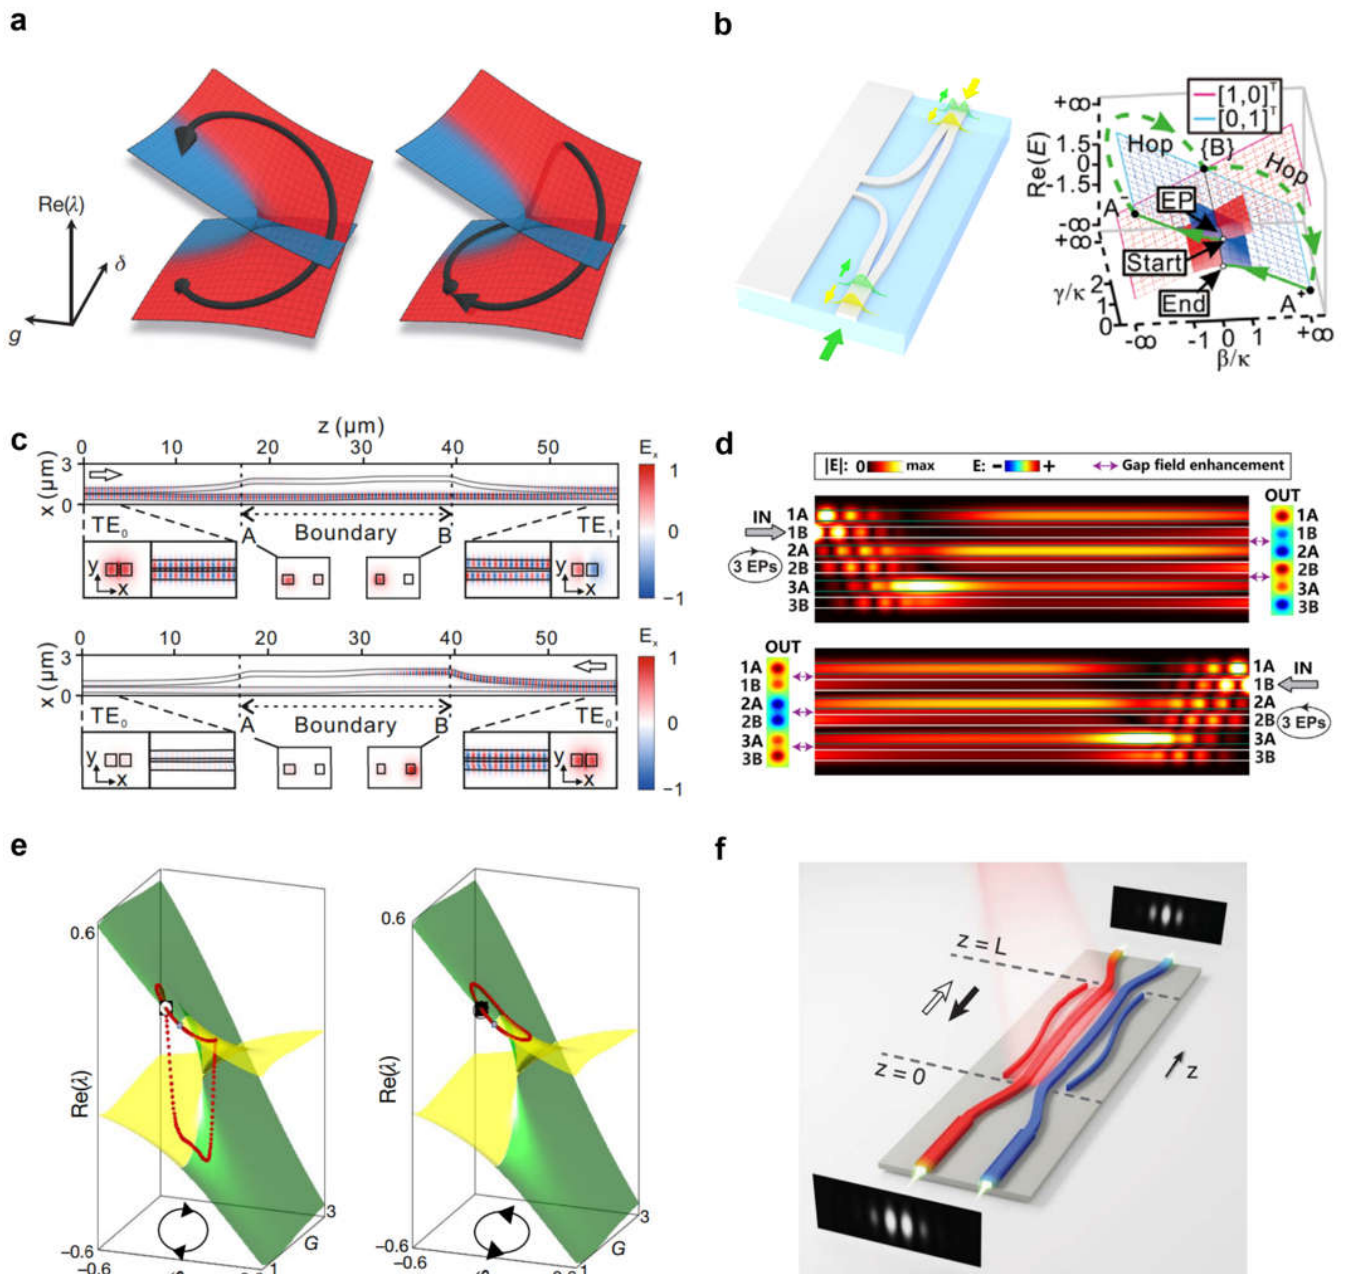 a
Re(λ)
δ
g
b
[1,0]ᵀ
[0,1]ᵀ
+∞
1.5
0
-1.5
-∞
+∞
Re(E)
Hop
{B}
Hop
A⁻
EP
Start
End
A⁺
γ/κ
2
1
0
-∞
-1
0
1
+∞
β/κ
c
z (μm)
0 10 20 30 40 50
x (μm)
3
0
Eₓ
1
0
−1
TE₀
A
Boundary
B
TE₁
y
x
y
x
0 10 20 30 40 50
x (μm)
3
0
Eₓ
1
0
−1
TE₀
A
Boundary
B
TE₀
y
x
y
x
d
|E|: 0 max E: - + Gap field enhancement
OUT
IN
3 EPs
1A 1A
1B 1B
2A 2A
2B 2B
3A 3A
3B 3B
OUT
IN
3 EPs
1A 1A
1B 1B
2A 2A
2B 2B
3A 3A
3B 3B
e
0.6
Re(λ)
−0.6
−0.6
1
G
3
0.6
Re(λ)
−0.6
−0.6
1
G
3
f
z = L
z = 0
z